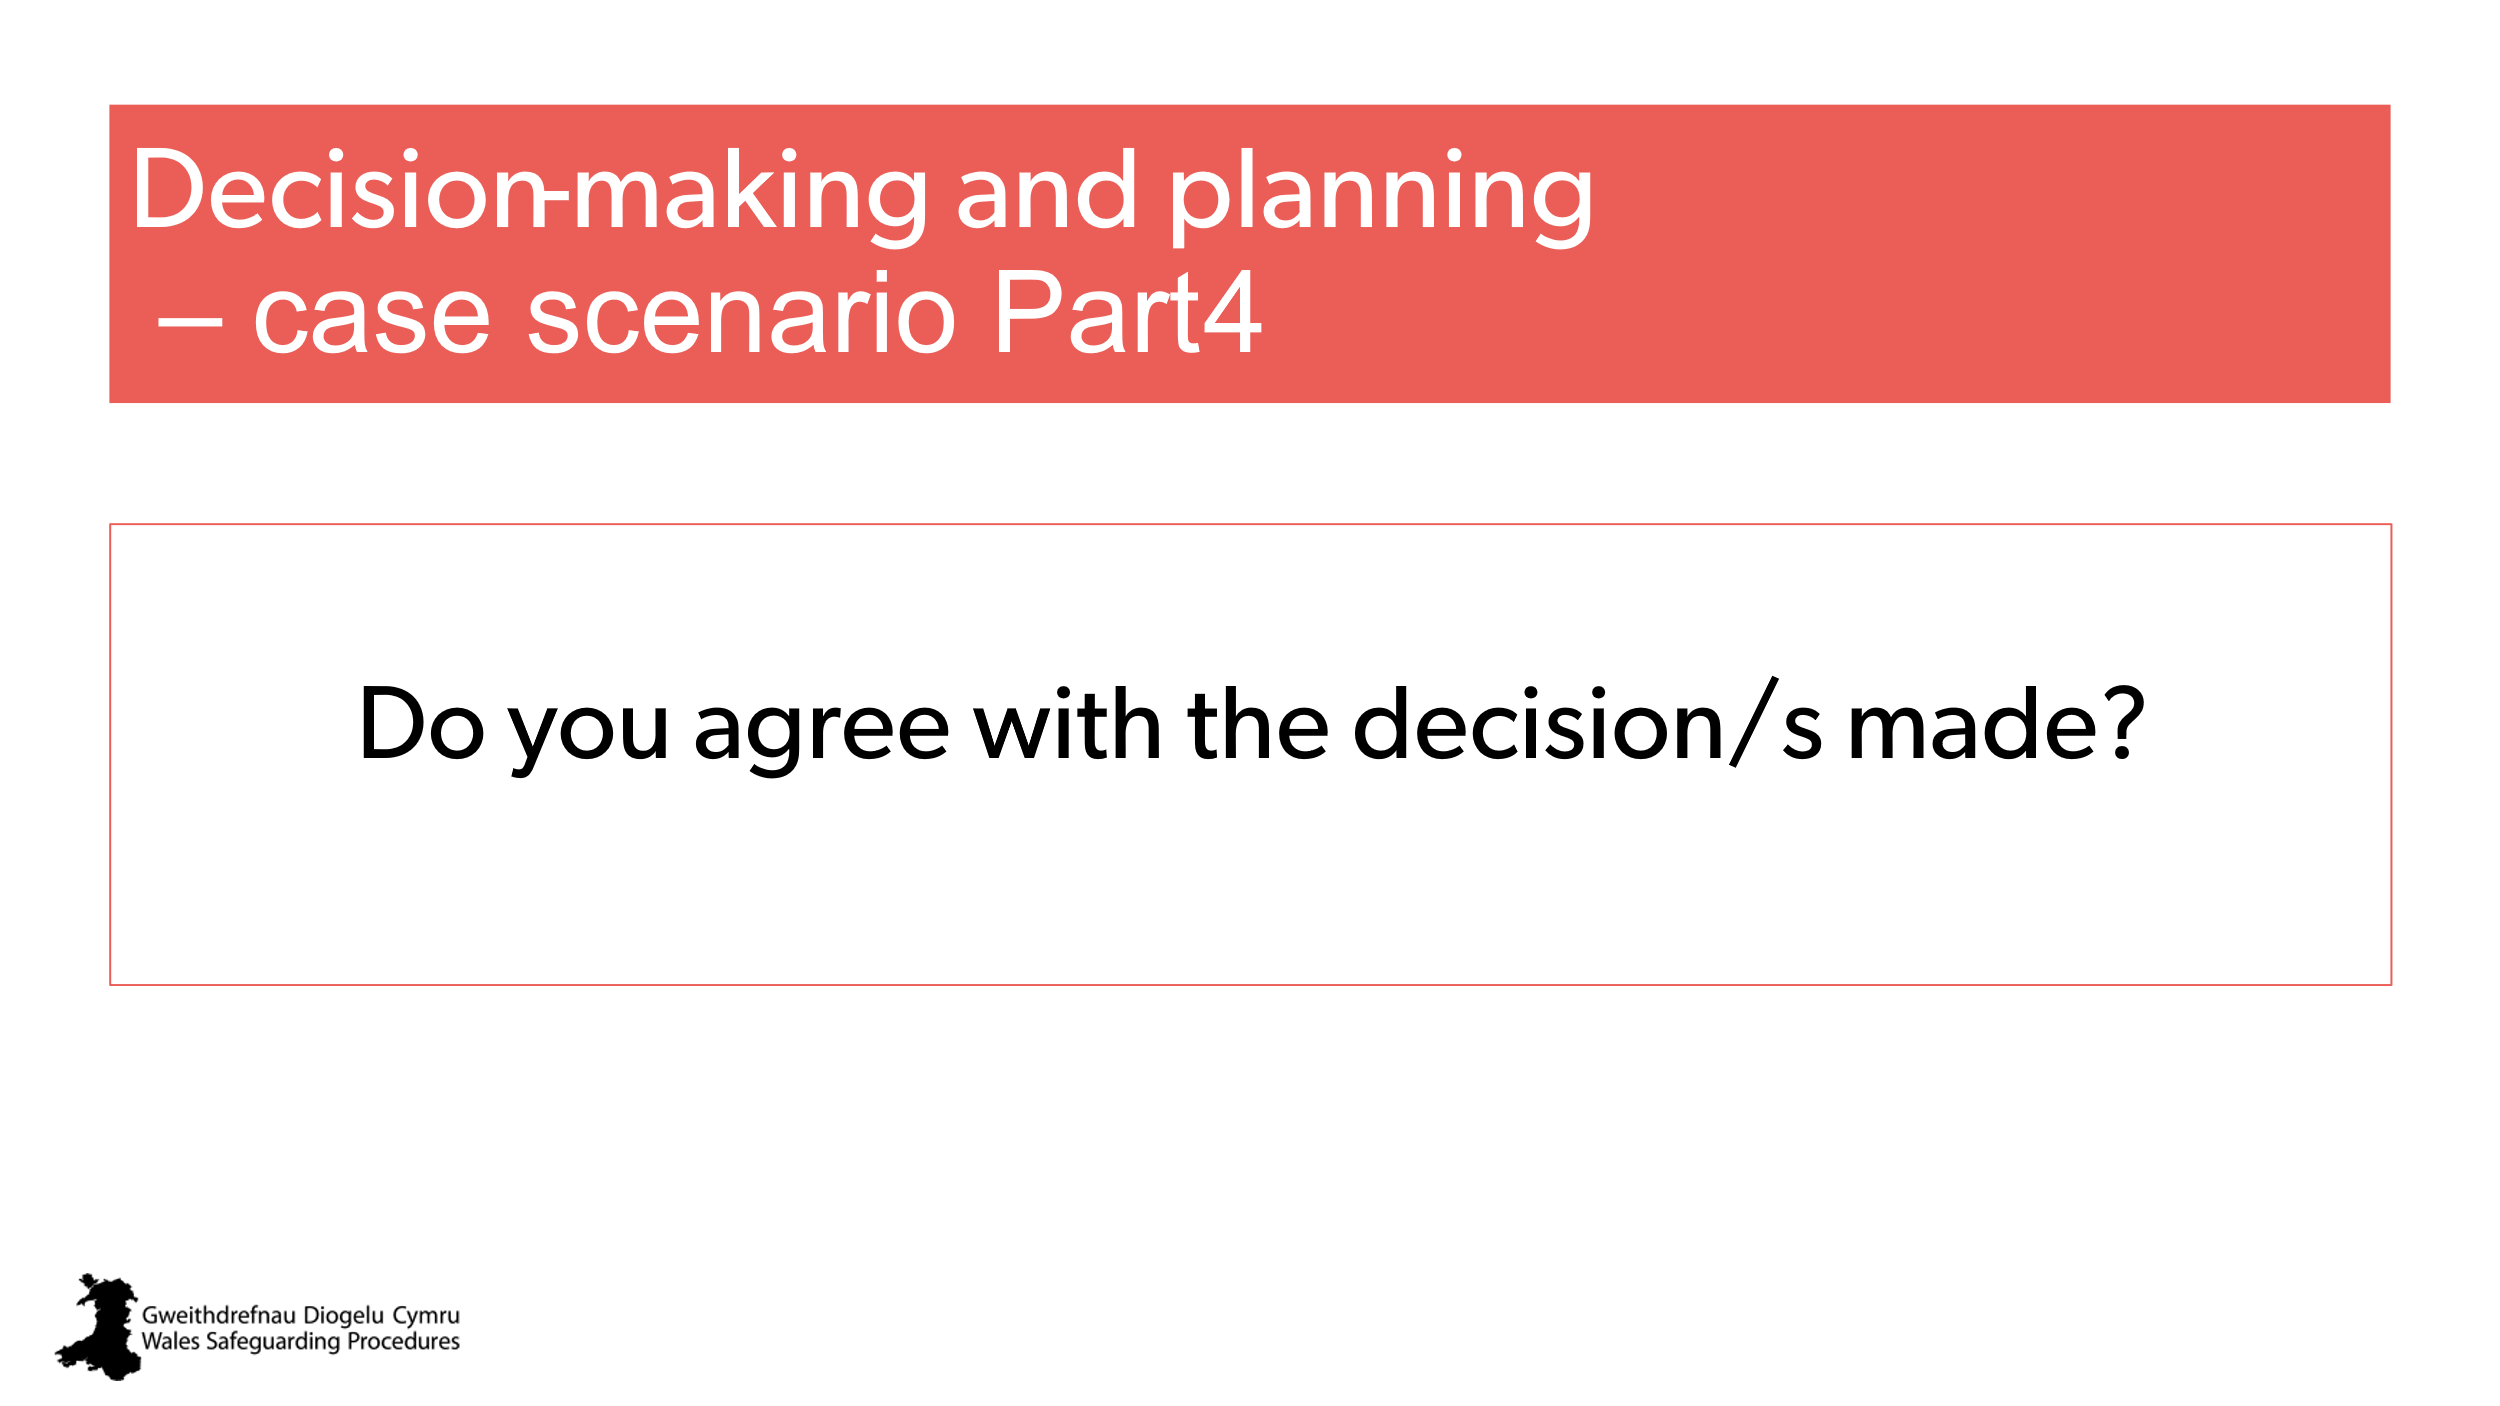 Decision-making and planning
– case scenario Part4
Do you agree with the decision/s made?
Gweithdrefnau Diogelu Cymru
Wales Safeguarding Procedures